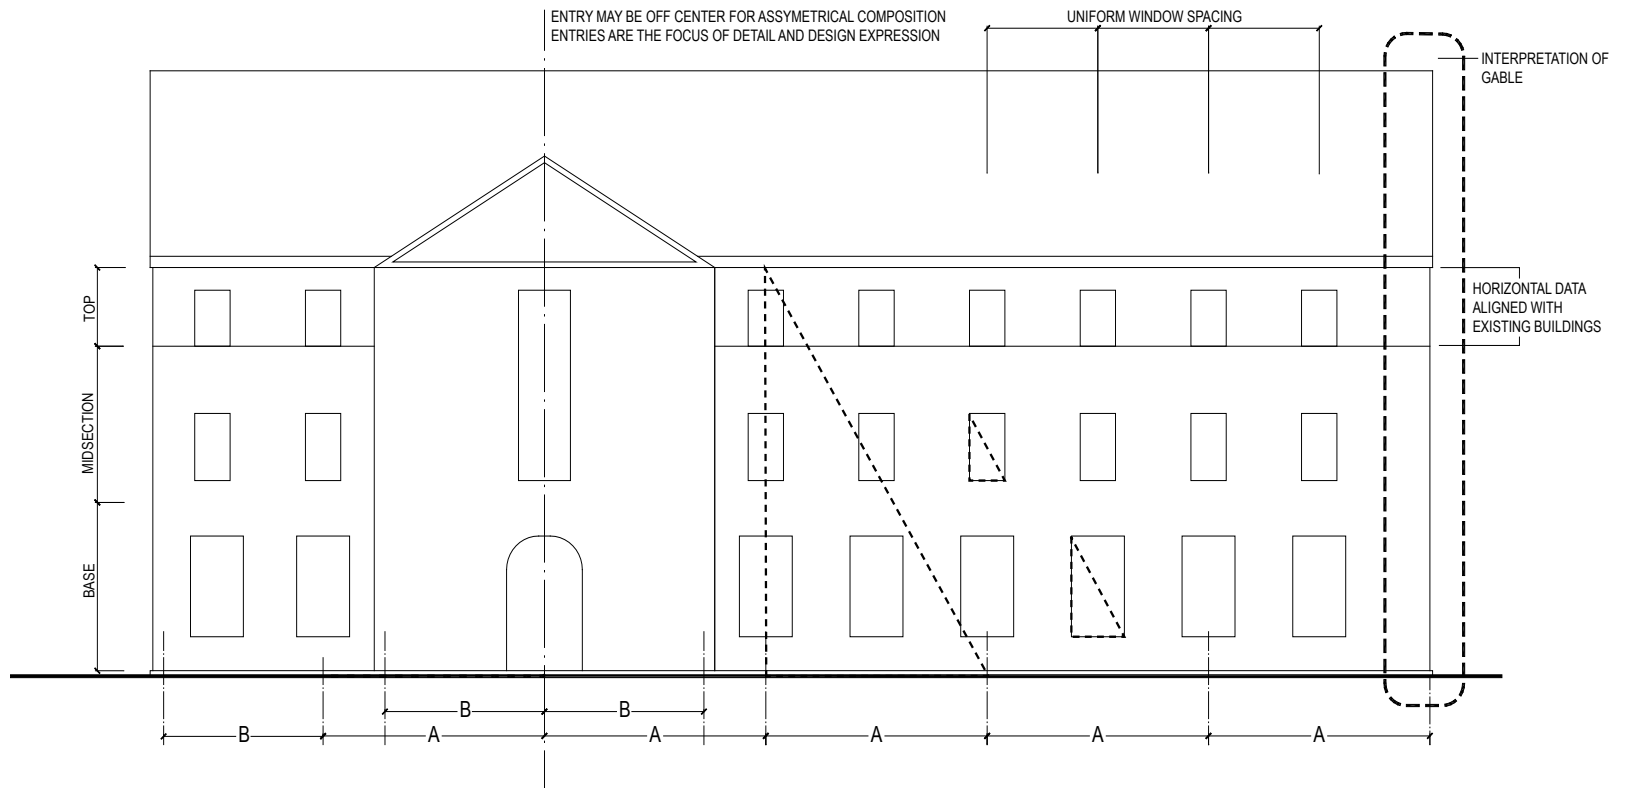 ENTRY MAY BE OFF CENTER FOR ASSYMETRICAL COMPOSITION
ENTRIES ARE THE FOCUS OF DETAIL AND DESIGN EXPRESSION
UNIFORM WINDOW SPACING
INTERPRETATION OF
GABLE
HORIZONTAL DATA
ALIGNED WITH
EXISTING BUILDINGS
TOP
MIDSECTION
BASE
B
B
B
A
A
A
A
A